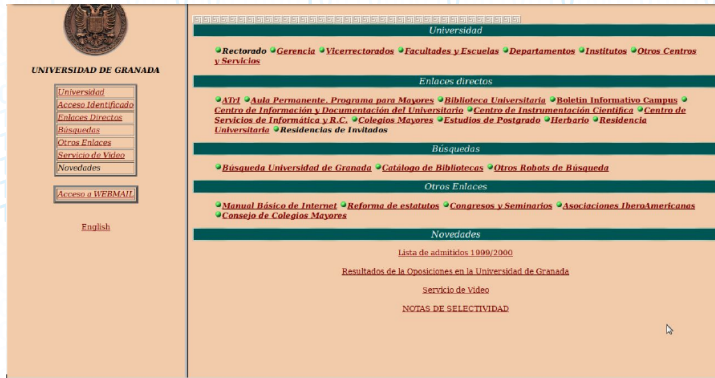 UNIVERSIDAD DE GRANADA
Universidad
Acceso Identificado
Enlaces Directos
Búsquedas
Otros Enlaces
Servicio de Video
Novedades
Acceso a WEBMAIL
English
Universidad
Rectorado Gerencia Vicerrectorados Facultades y Escuelas Departamentos Institutos Otros Centros
y Servicios
Enlaces directos
ATrI Aula Permanente. Programa para Mayores Biblioteca Universitaria Boletín Informativo Campus
Centro de Información y Documentación del Universitario Centro de Instrumentación Científica Centro de
Servicios de Informática y R.C. Colegios Mayores Estudios de Postgrado Herbario Residencia
Universitaria Residencias de Invitados
Búsquedas
Búsqueda Universidad de Granada Catálogo de Bibliotecas Otros Robots de Búsqueda
Otros Enlaces
Manual Básico de Internet Reforma de estatutos Congresos y Seminarios Asociaciones IberoAmericanas
Consejo de Colegios Mayores
Novedades
Lista de admitidos 1999/2000
Resultados de la Oposiciones en la Universidad de Granada
Servicio de Video
NOTAS DE SELECTIVIDAD